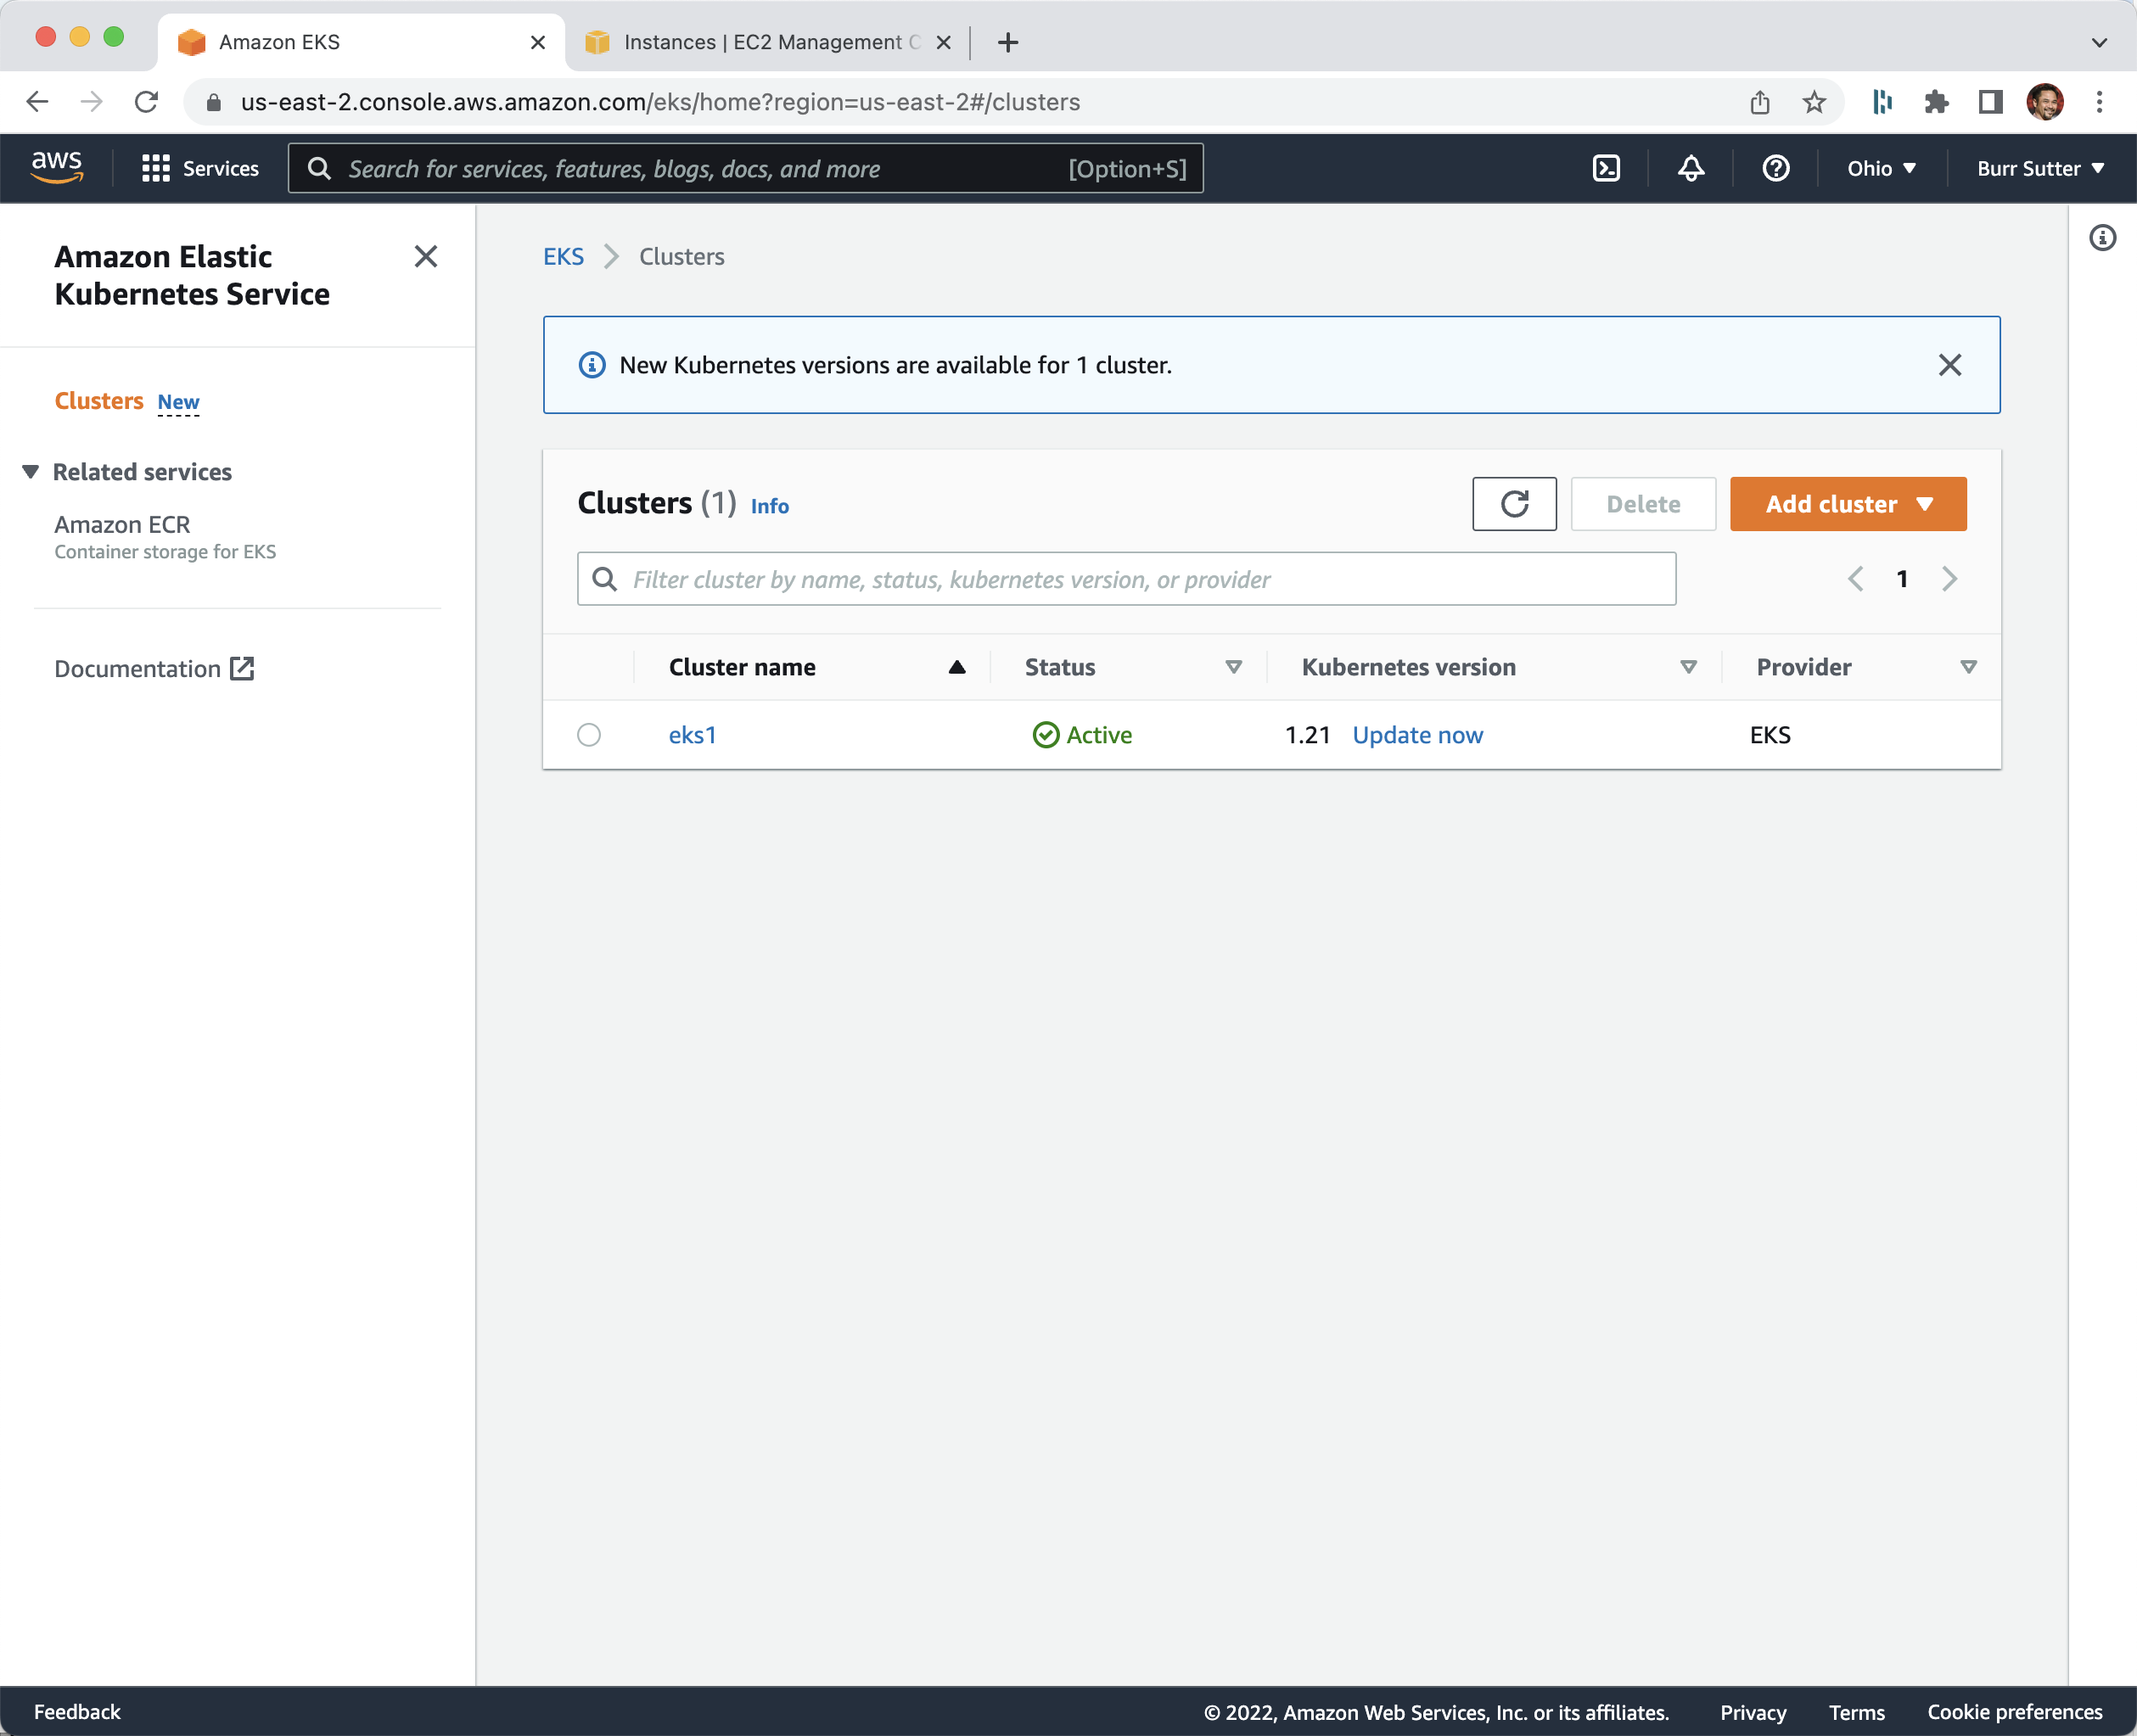 Amazon EKS
Instances | EC2 Management C
us-east-2.console.aws.amazon.com/eks/home?region=us-east-2#/clusters
aws
Services
Search for services, features, blogs, docs, and more
[Option+S]
Ohio
Burr Sutter
Amazon Elastic
Kubernetes Service
Clusters New
Related services
Amazon ECR
Container storage for EKS
Documentation
EKS
Clusters
New Kubernetes versions are available for 1 cluster.
Clusters (1) Info
Delete
Add cluster
Filter cluster by name, status, kubernetes version, or provider
1
Cluster name Status Kubernetes version Provider
eks1 Active 1.21 Update now EKS
Feedback
© 2022, Amazon Web Services, Inc. or its affiliates. Privacy Terms Cookie preferences